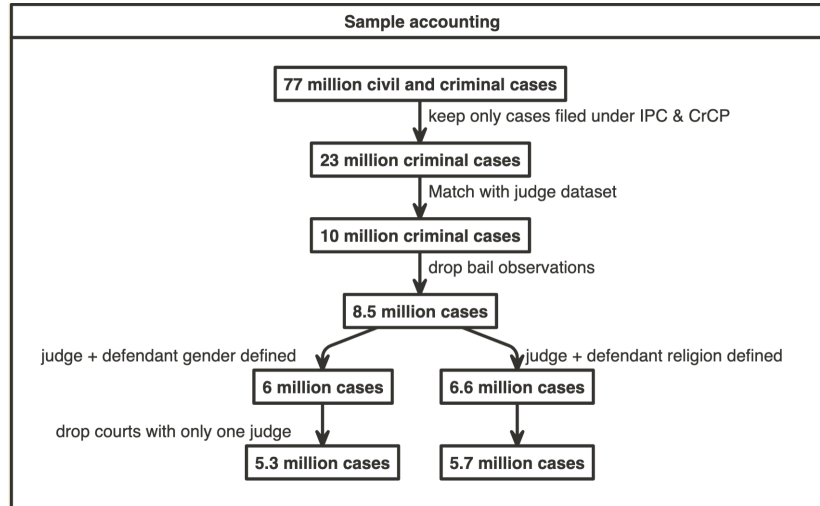 Sample accounting
77 million civil and criminal cases
keep only cases filed under IPC & CrCP
23 million criminal cases
Match with judge dataset
10 million criminal cases
drop bail observations
8.5 million cases
judge + defendant gender defined
judge + defendant religion defined
6 million cases
6.6 million cases
drop courts with only one judge
5.3 million cases
5.7 million cases